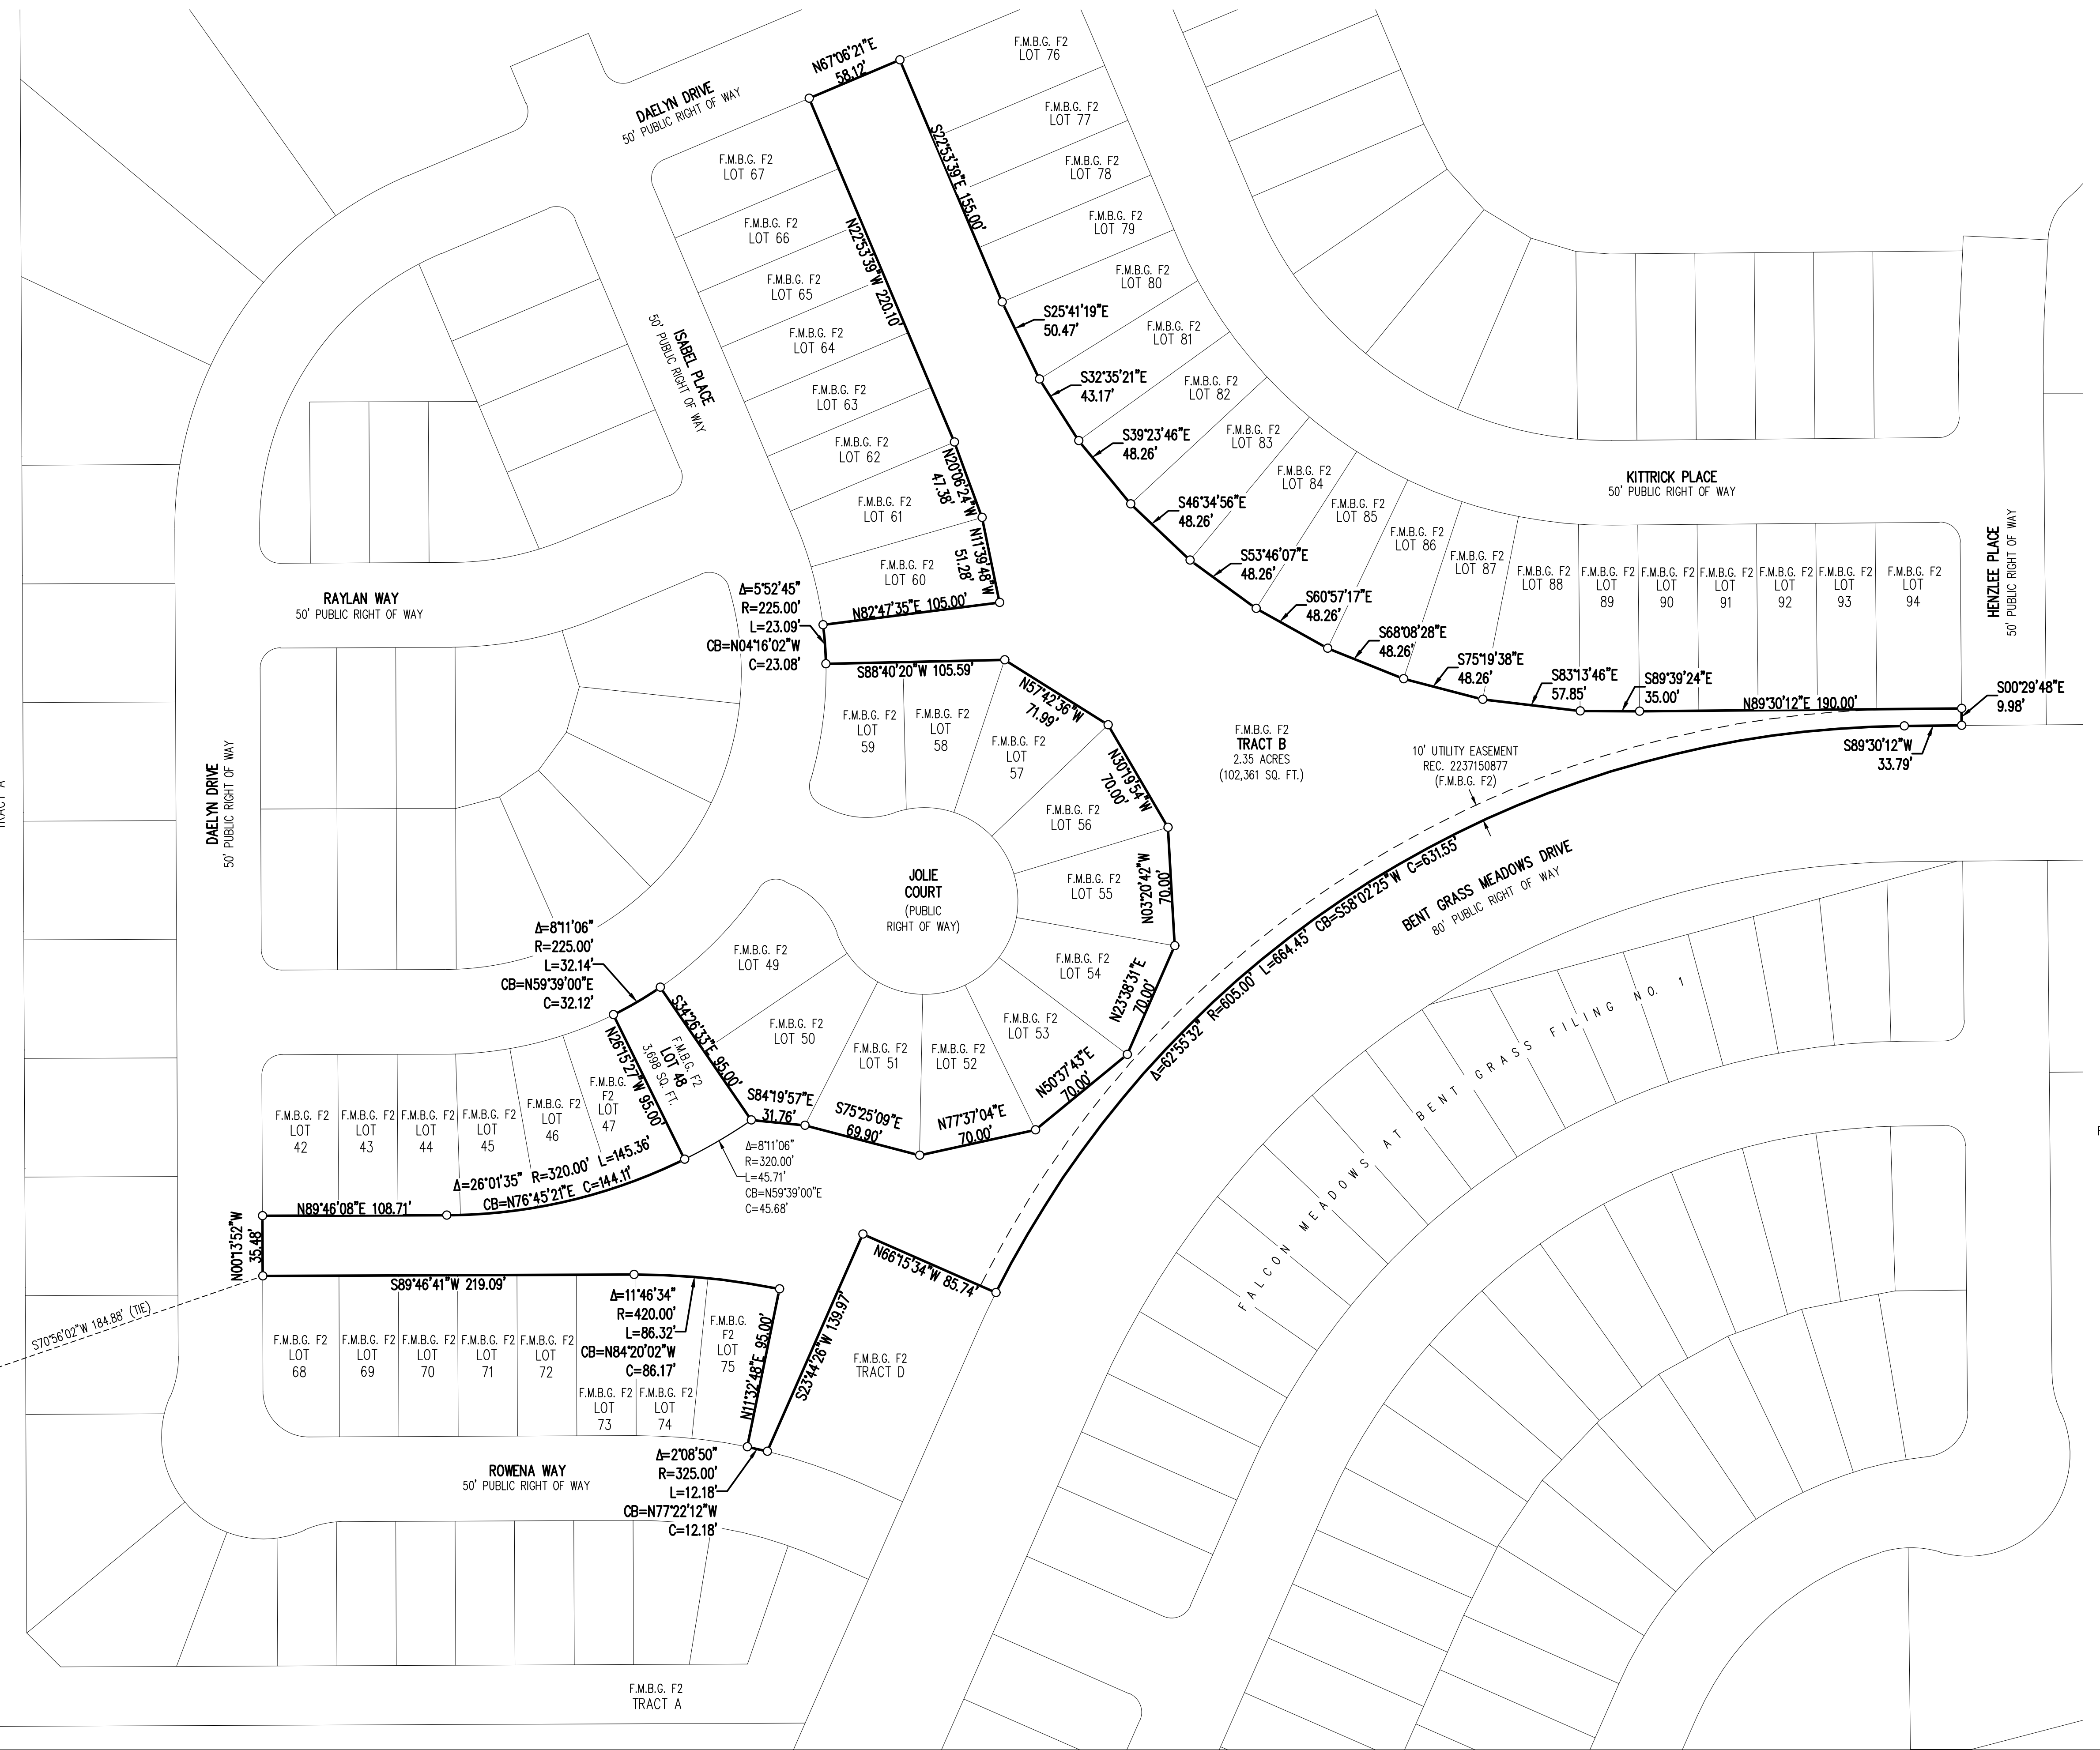 N67°06'21"E
58.12'
DAELYN DRIVE
50' PUBLIC RIGHT OF WAY
F.M.B.G. F2
LOT 76
F.M.B.G. F2
LOT 77
F.M.B.G. F2
LOT 78
F.M.B.G. F2
LOT 79
F.M.B.G. F2
LOT 80
F.M.B.G. F2
LOT 81
F.M.B.G. F2
LOT 82
F.M.B.G. F2
LOT 83
F.M.B.G. F2
LOT 84
F.M.B.G. F2
LOT 85
F.M.B.G. F2
LOT 86
F.M.B.G. F2
LOT 87
F.M.B.G. F2
LOT 88
F.M.B.G. F2
LOT
89
F.M.B.G. F2
LOT
90
F.M.B.G. F2
LOT
91
F.M.B.G. F2
LOT
92
F.M.B.G. F2
LOT
93
F.M.B.G. F2
LOT
94
S22°53'39"E 155.00'
S25°41'19"E
50.47'
S32°35'21"E
43.17'
S39°23'46"E
48.26'
S46°34'56"E
48.26'
S53°46'07"E
48.26'
S60°57'17"E
48.26'
S68°08'28"E
48.26'
S75°19'38"E
48.26'
S83°13'46"E
57.85'
S89°39'24"E
35.00'
N89°30'12"E 190.00'
S00°29'48"E
9.98'
S89°30'12"W
33.79'
KITTRICK PLACE
50' PUBLIC RIGHT OF WAY
HENZLEE PLACE
50' PUBLIC RIGHT OF WAY
F.M.B.G. F2
LOT 67
F.M.B.G. F2
LOT 66
F.M.B.G. F2
LOT 65
F.M.B.G. F2
LOT 64
F.M.B.G. F2
LOT 63
F.M.B.G. F2
LOT 62
F.M.B.G. F2
LOT 61
F.M.B.G. F2
LOT 60
N22°53'39"W 220.10'
N20°06'24"W
47.38'
N11°39'48"W
51.28'
N82°47'35"E 105.00'
ISABEL PLACE
50' PUBLIC RIGHT OF WAY
RAYLAN WAY
50' PUBLIC RIGHT OF WAY
Δ=5°52'45"
R=225.00'
L=23.09'
CB=N04°16'02"W
C=23.08'
S88°40'20"W 105.59'
N57°42'36"W
71.99'
N30°19'54"W
70.00'
N03°20'42"W
70.00'
N23°38'31"E
70.00'
N50°37'43"E
70.00'
N77°37'04"E
70.00'
S75°25'09"E
69.90'
S84°19'57"E
31.76'
F.M.B.G. F2
LOT
59
F.M.B.G. F2
LOT
58
F.M.B.G. F2
LOT
57
F.M.B.G. F2
LOT 56
F.M.B.G. F2
LOT 55
F.M.B.G. F2
LOT 54
F.M.B.G. F2
LOT 53
F.M.B.G. F2
LOT 52
F.M.B.G. F2
LOT 51
F.M.B.G. F2
LOT 50
F.M.B.G. F2
LOT 49
JOLIE
COURT
(PUBLIC
RIGHT OF WAY)
F.M.B.G. F2
TRACT B
2.35 ACRES
(102,361 SQ. FT.)
10' UTILITY EASEMENT
REC. 2237150877
(F.M.B.G. F2)
BENT GRASS MEADOWS DRIVE
80' PUBLIC RIGHT OF WAY
Δ=62°55'32" R=605.00' L=664.45' CB=S58°02'25"W C=631.55'
FALCON MEADOWS AT BENT GRASS FILING NO. 1
TRACT A
DAELYN DRIVE
50' PUBLIC RIGHT OF WAY
Δ=8°11'06"
R=225.00'
L=32.14'
CB=N59°39'00"E
C=32.12'
S34°26'33"E 95.00'
F.M.B.G. F2
LOT 48
3,698 SQ. FT.
N26°15'27"W 95.00'
F.M.B.G. F2
LOT
42
F.M.B.G. F2
LOT
43
F.M.B.G. F2
LOT
44
F.M.B.G. F2
LOT
45
F.M.B.G. F2
LOT
46
F.M.B.G.
F2
LOT
47
Δ=26°01'35" R=320.00' L=145.36'
CB=N76°45'21"E C=144.11'
Δ=8°11'06"
R=320.00'
L=45.71'
CB=N59°39'00"E
C=45.68'
N89°46'08"E 108.71'
N00°13'52"W
35.48'
S89°46'41"W 219.09'
S70°56'02"W 184.88' (TIE)
Δ=11°46'34"
R=420.00'
L=86.32'
CB=N84°20'02"W
C=86.17'
F.M.B.G. F2
LOT
68
F.M.B.G. F2
LOT
69
F.M.B.G. F2
LOT
70
F.M.B.G. F2
LOT
71
F.M.B.G. F2
LOT
72
F.M.B.G. F2
LOT
73
F.M.B.G. F2
LOT
74
F.M.B.G.
F2
LOT
75
N11°32'48"E 95.00'
S23°44'26"W 139.97'
N66°15'34"W 85.74'
F.M.B.G. F2
TRACT D
Δ=2°08'50"
R=325.00'
L=12.18'
CB=N77°22'12"W
C=12.18'
ROWENA WAY
50' PUBLIC RIGHT OF WAY
F.M.B.G. F2
TRACT A